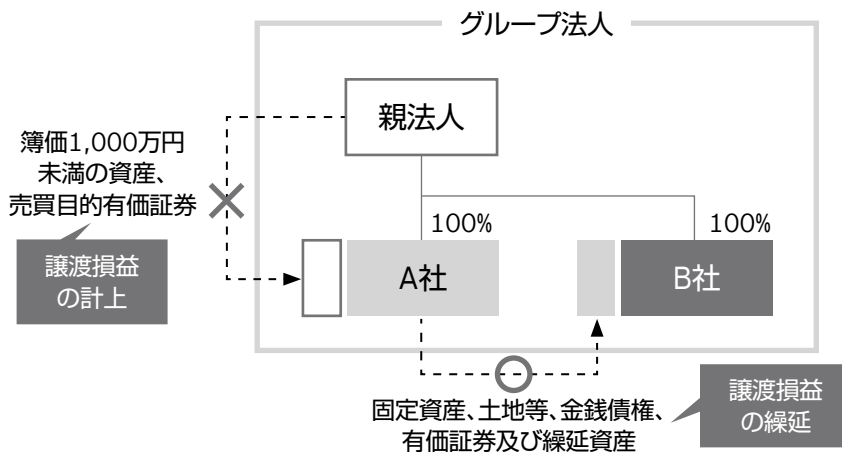 グループ法人
親法人
簿価1,000万円
未満の資産、
売買目的有価証券
譲渡損益
の計上
100%
100%
A社
B社
固定資産、土地等、金銭債権、
有価証券及び繰延資産
譲渡損益
の繰延